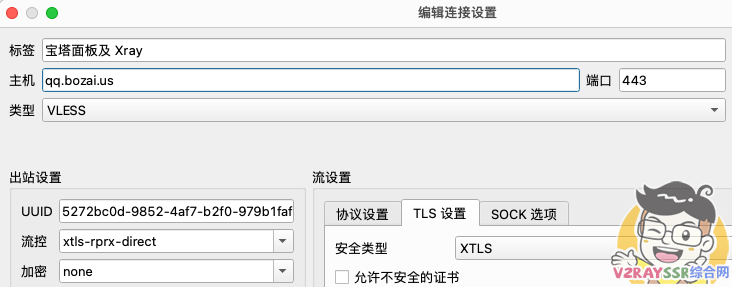 编辑连接设置
标签 宝塔面板及 Xray
主机 qq.bozai.us 端口 443
类型 VLESS
出站设置 流设置
UUID 5272bc0d-9852-4af7-b2f0-979b1faf
协议设置 TLS 设置 SOCK 选项
流控 xtls-rprx-direct
安全类型 XTLS
加密 none
允许不安全的证书
V2RAYSSR综合网